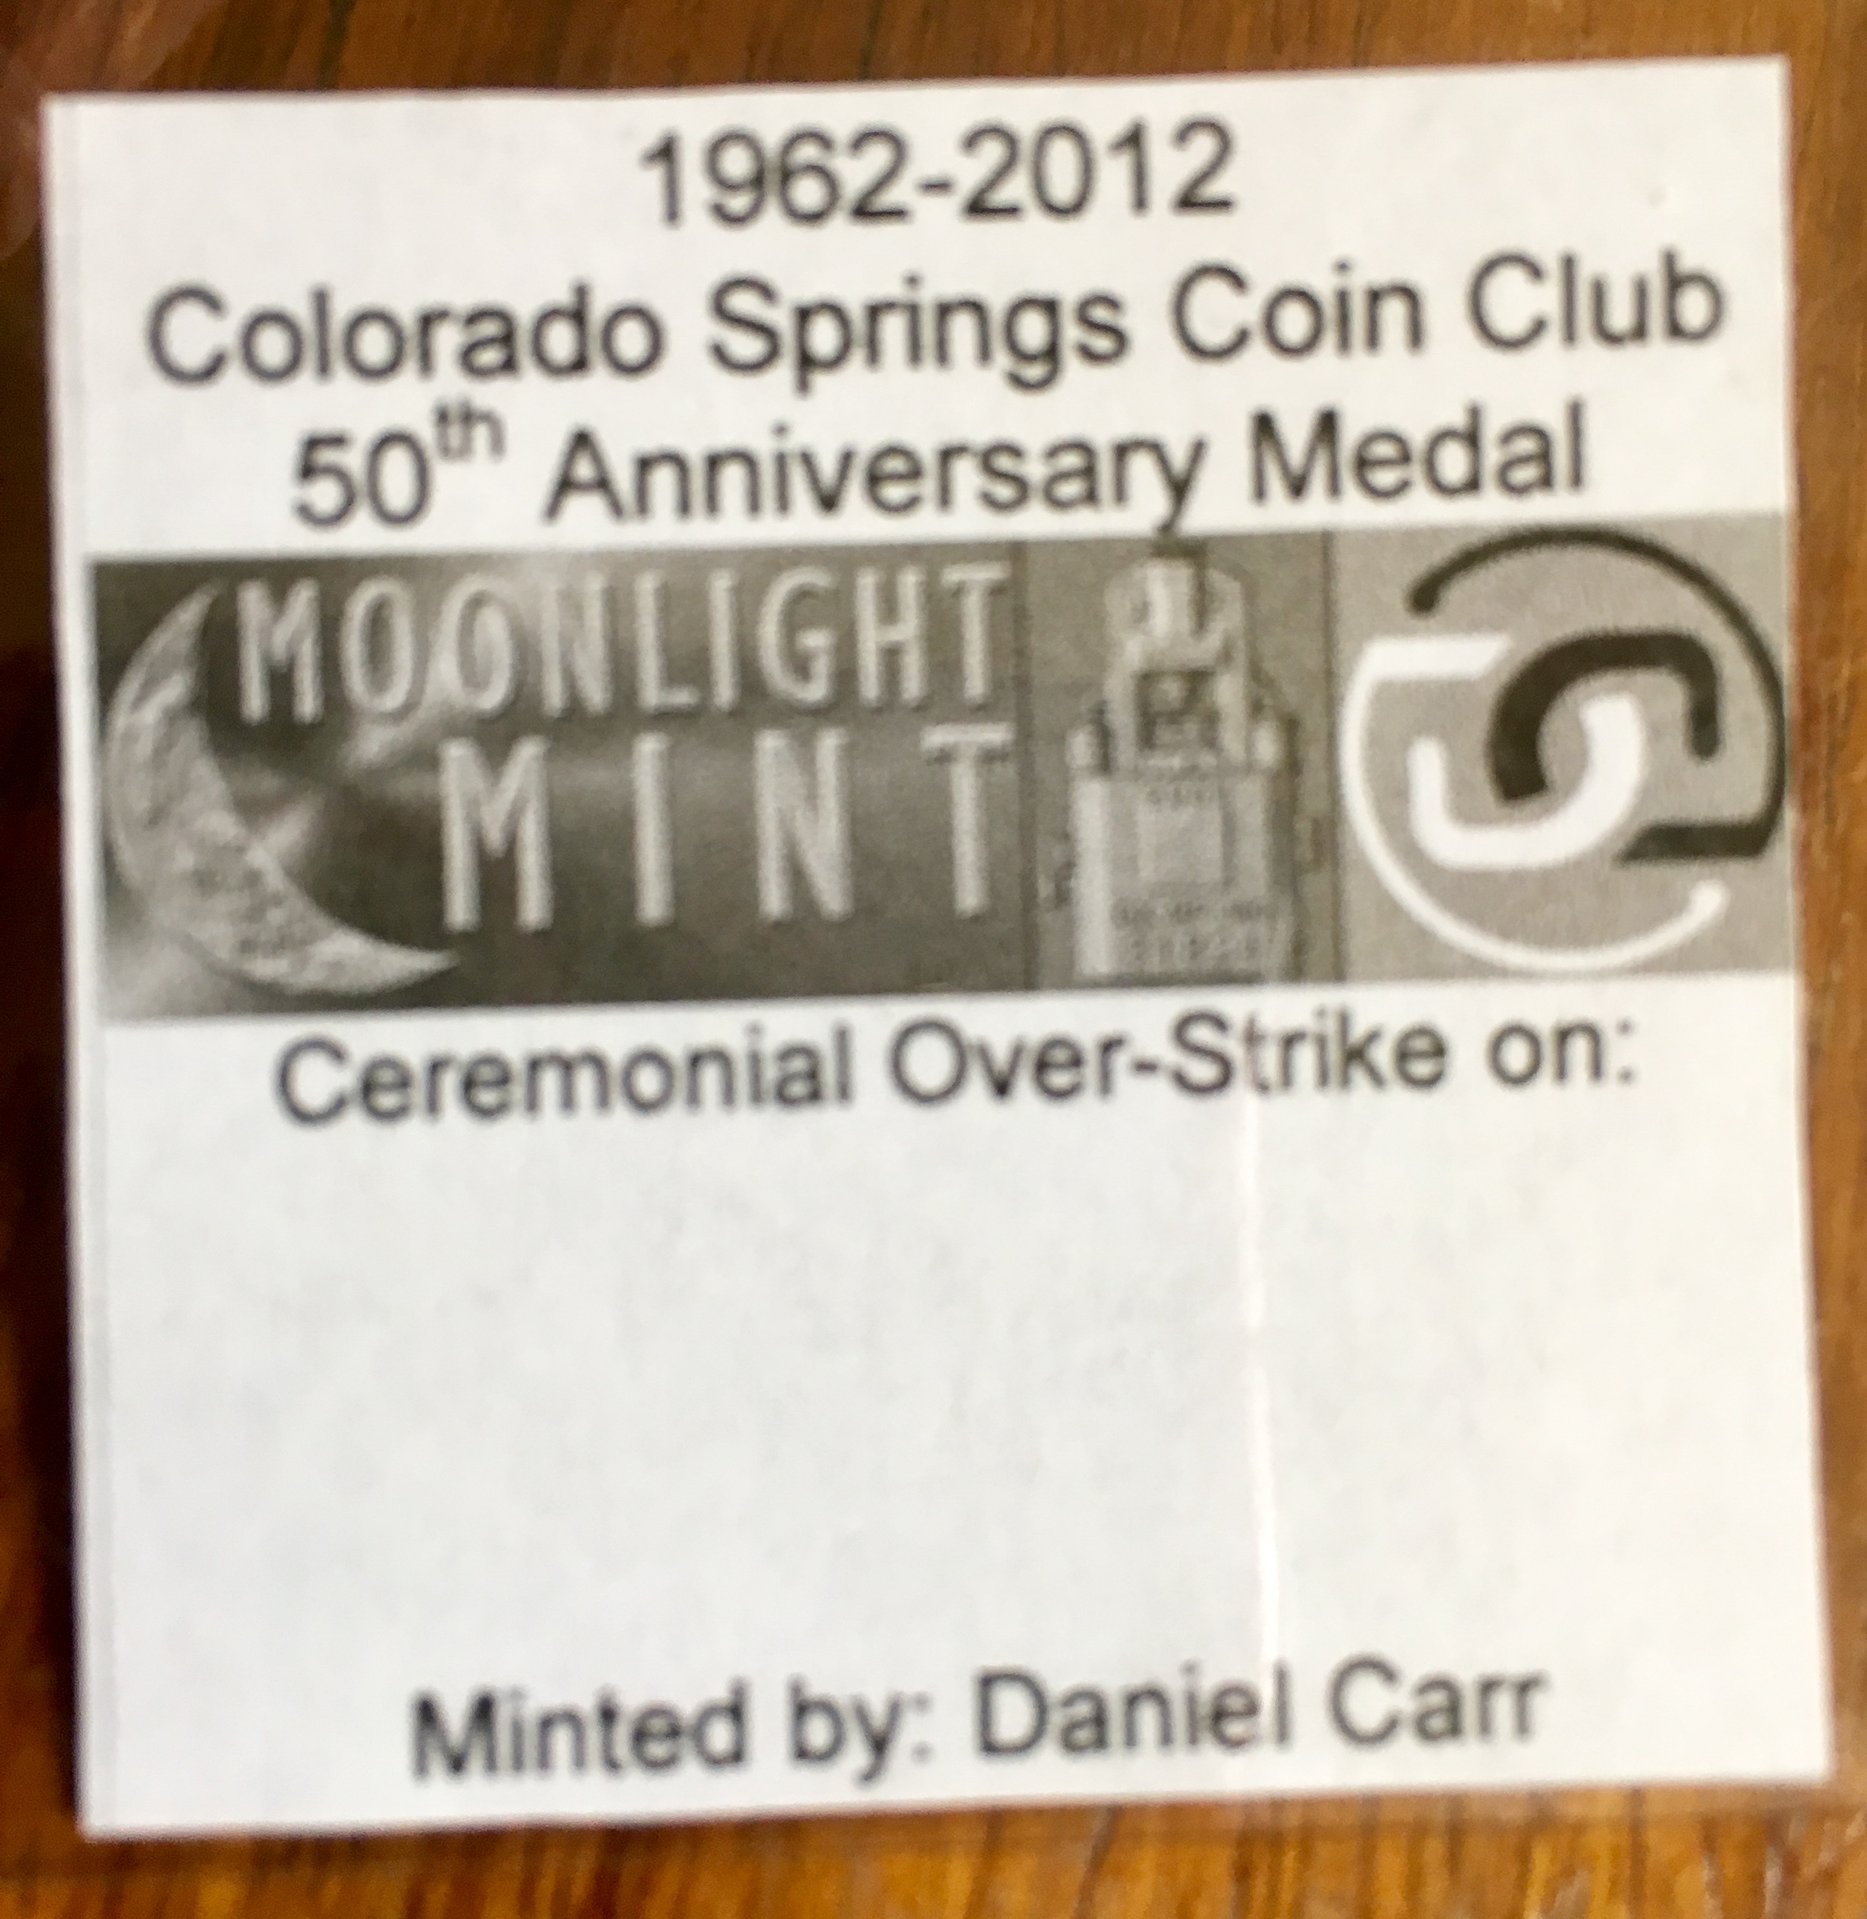 1962-2012
Colorado Springs Coin Club
50th Anniversary Medal
MOONLIGHT
MINT
Ceremonial Over-Strike on:
Minted by: Daniel Carr